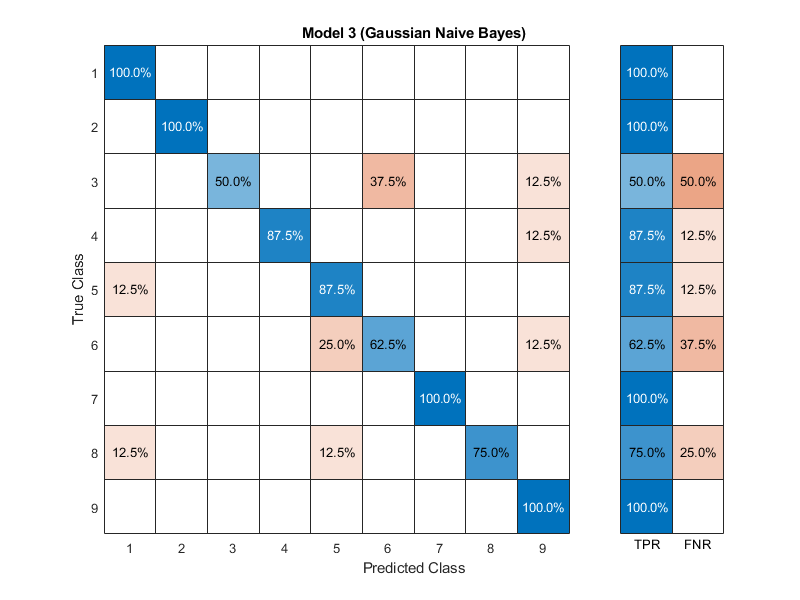 Model 3 (Gaussian Naive Bayes)
1 100.0% 100.0%
2 100.0% 100.0%
3 50.0% 37.5% 12.5% 50.0% 50.0%
4 87.5% 12.5% 87.5% 12.5%
5 12.5% 87.5% 87.5% 12.5%
6 25.0% 62.5% 12.5% 62.5% 37.5%
7 100.0% 100.0%
8 12.5% 12.5% 75.0% 75.0% 25.0%
9 100.0% 100.0%
True Class
1 2 3 4 5 6 7 8 9 TPR FNR
Predicted Class